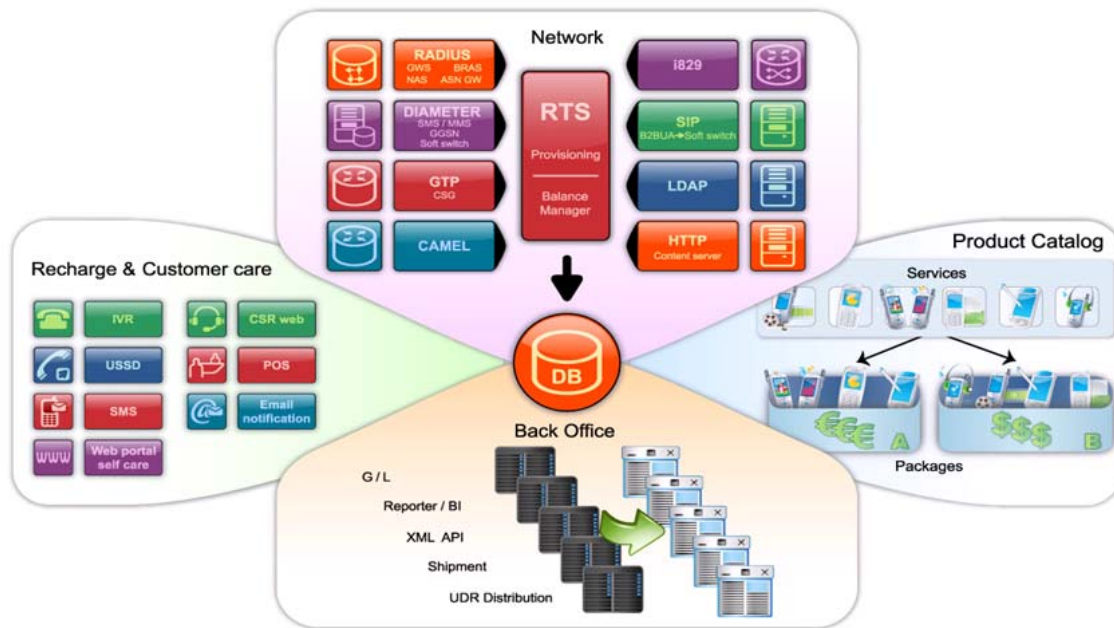 Network
RADIUS
GWS BRAS
NAS ASN GW
DIAMETER
SMS / MMS
GGSN
Soft switch
GTP
CSG
CAMEL
RTS
Provisioning
Balance
Manager
i829
SIP
B2BUA→Soft switch
LDAP
HTTP
Content server
Recharge & Customer care
IVR
CSR web
USSD
POS
SMS
Email
notification
WWW
Web portal
self care
DB
Product Catalog
Services
€€€ A
$$$ B
Packages
Back Office
G / L
Reporter / BI
XML API
Shipment
UDR Distribution